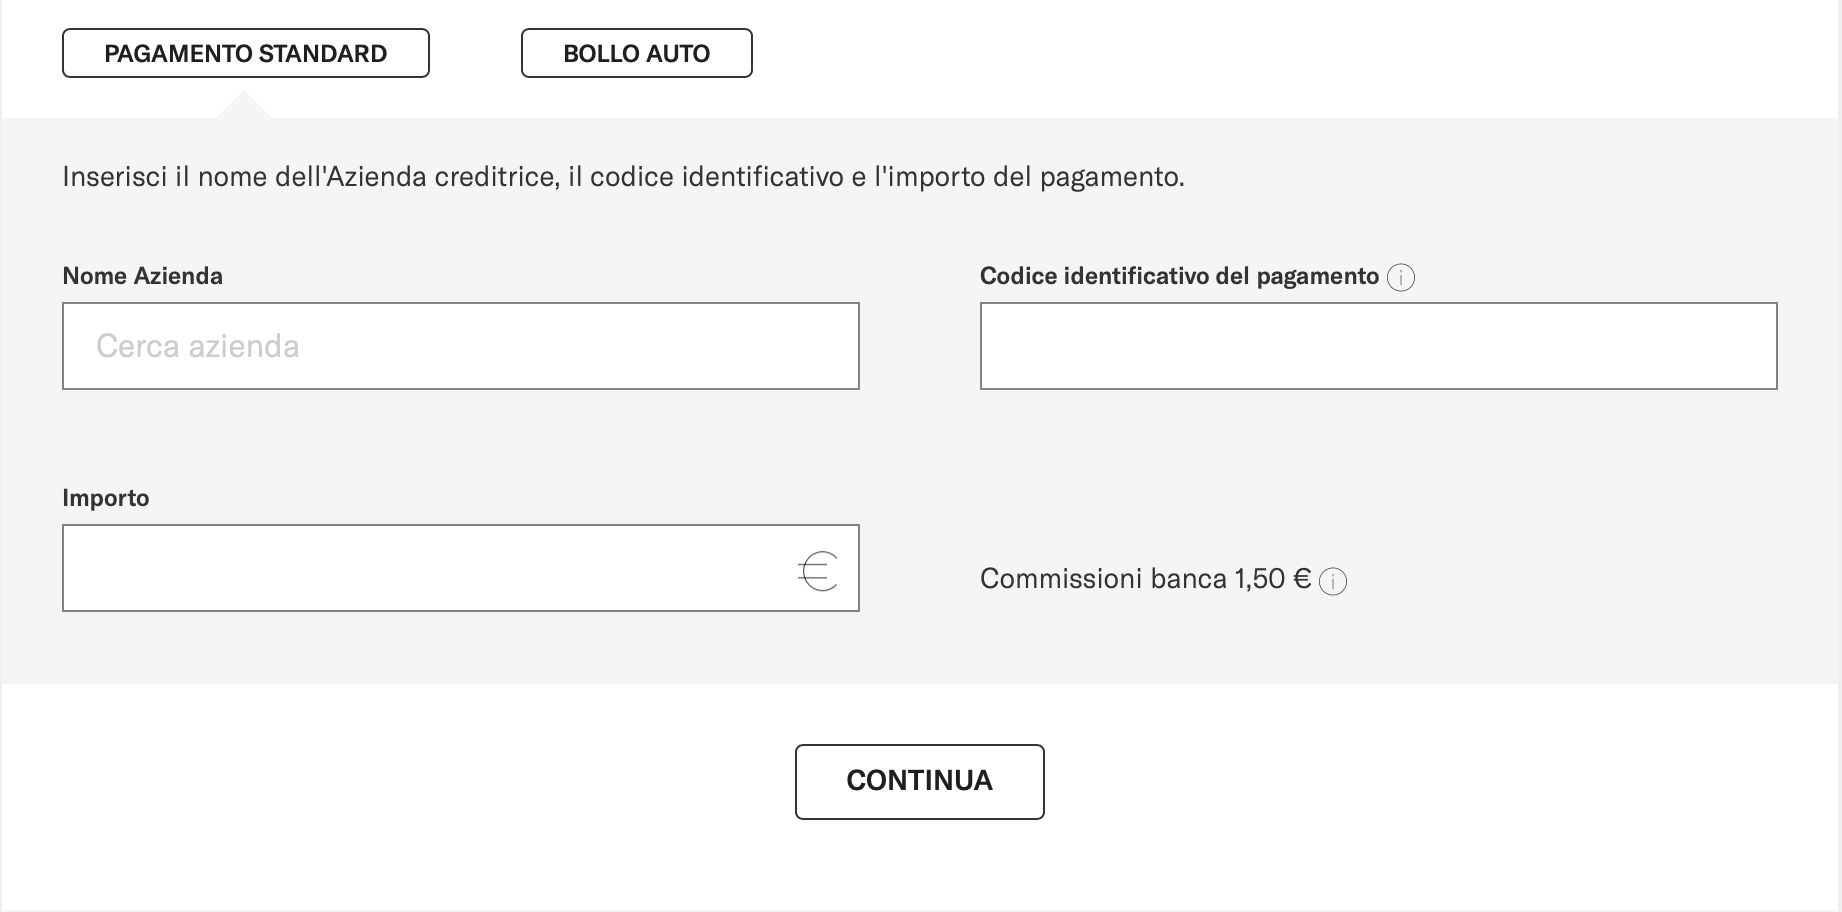 PAGAMENTO STANDARD
BOLLO AUTO
Inserisci il nome dell'Azienda creditrice, il codice identificativo e l'importo del pagamento.
Nome Azienda
Codice identificativo del pagamento
Cerca azienda
Importo
€
Commissioni banca 1,50 €
CONTINUA